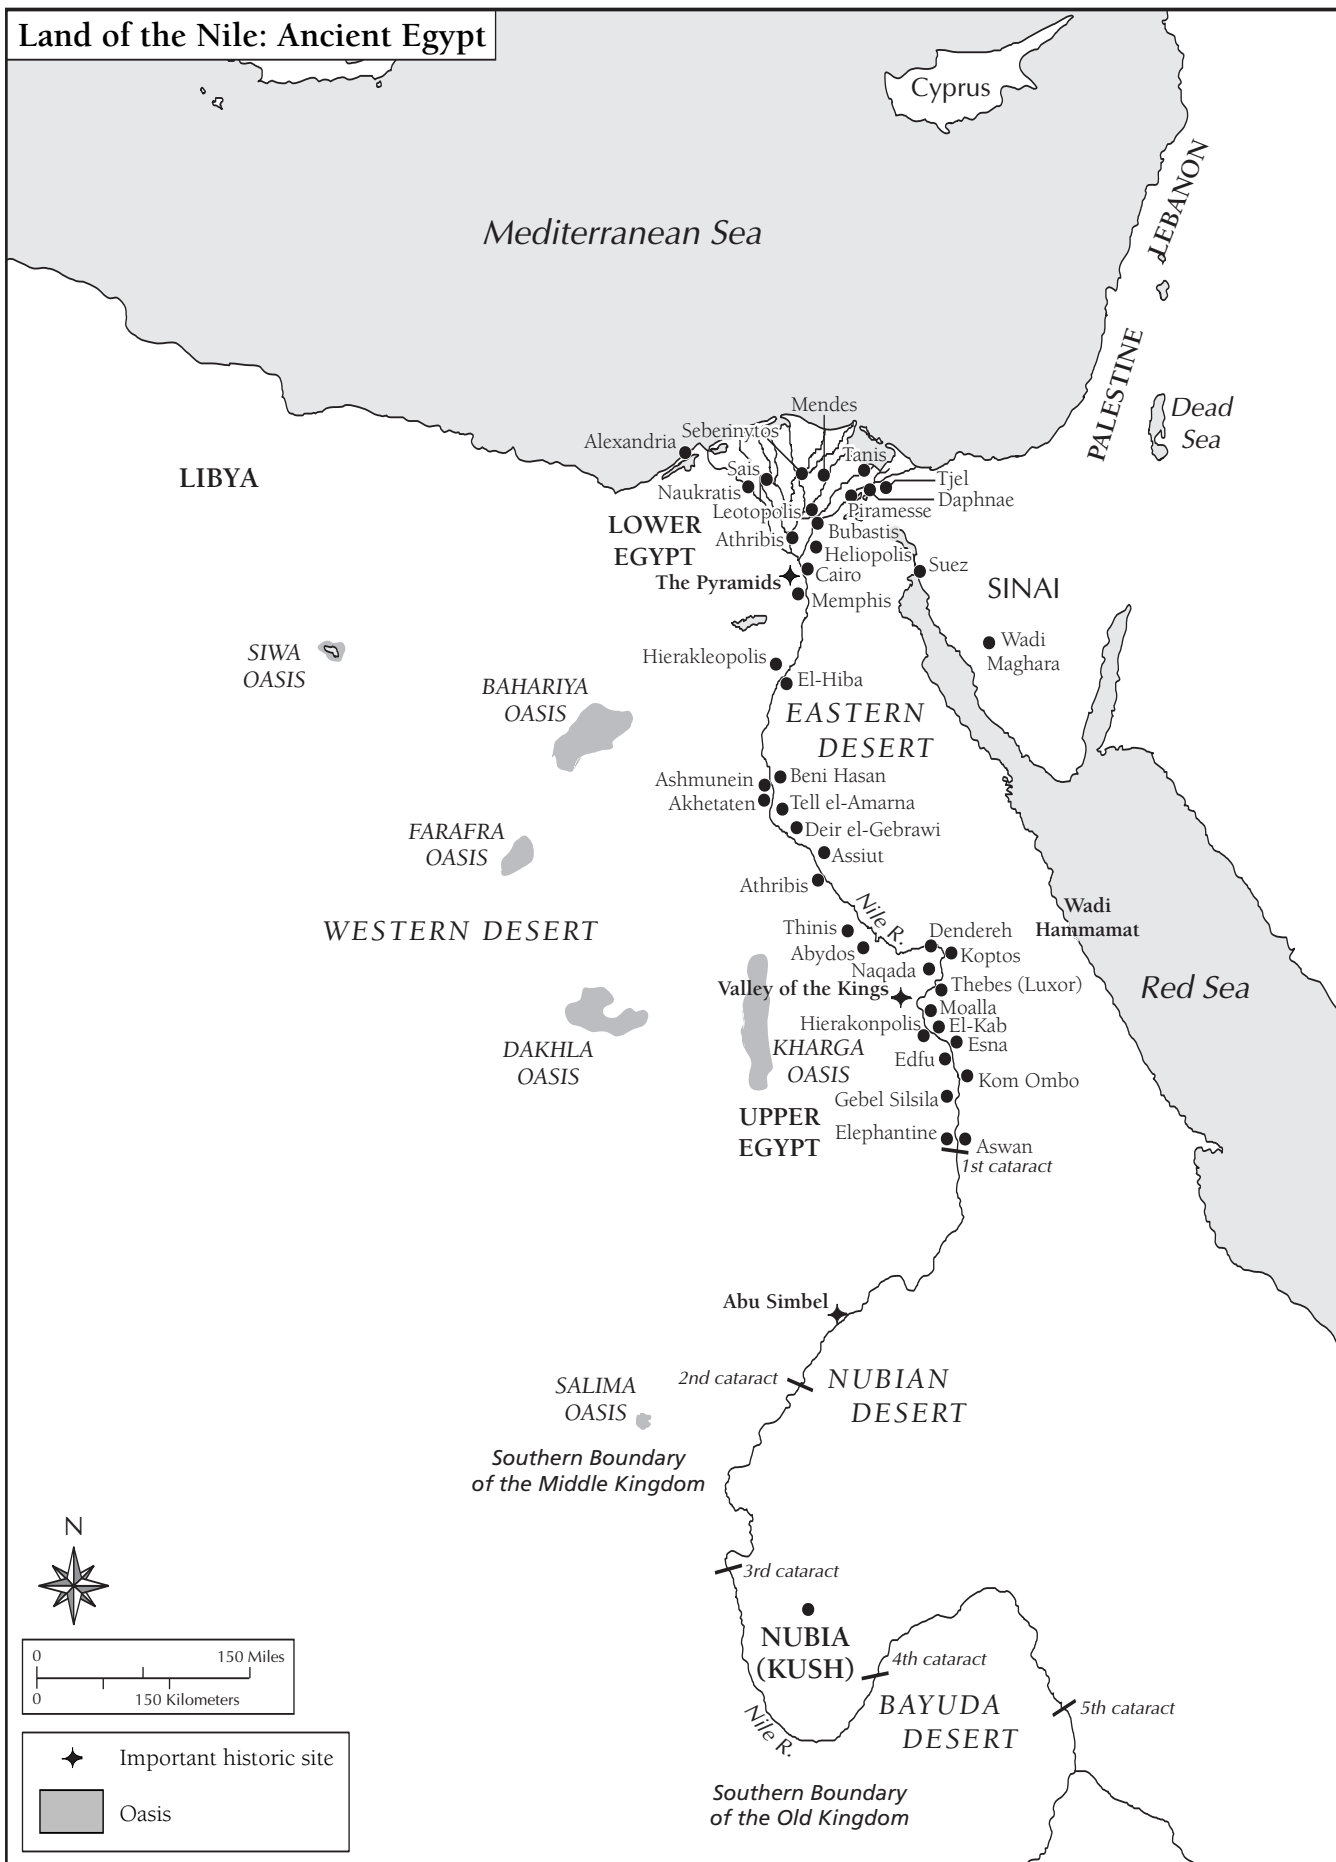 Land of the Nile: Ancient Egypt
Cyprus
LEBANON
Mediterranean Sea
PALESTINE
Dead
Sea
Mendes
Sebennytos
Alexandria
Tanis
LIBYA
Sais
Tjel
Naukratis
Daphnae
Leotopolis
Piramesse
LOWER
EGYPT
Bubastis
Athribis
Heliopolis
Suez
The Pyramids
Cairo
SINAI
Memphis
Wadi
Maghara
SIWA
OASIS
Hierakleopolis
El-Hiba
BAHARIYA
OASIS
EASTERN
DESERT
Ashmunein
Beni Hasan
Akhetaten
Tell el-Amarna
FARAFRA
OASIS
Deir el-Gebrawi
Assiut
Athribis
Nile R.
Wadi
Hammamat
WESTERN DESERT
Thinis
Dendereh
Abydos
Koptos
Naqada
Valley of the Kings
Thebes (Luxor)
Red Sea
Moalla
Hierakonpolis
El-Kab
Esna
DAKHLA
OASIS
KHARGA
OASIS
Edfu
Kom Ombo
Gebel Silsila
UPPER
EGYPT
Elephantine
Aswan
1st cataract
Abu Simbel
2nd cataract
NUBIAN
DESERT
SALIMA
OASIS
Southern Boundary
of the Middle Kingdom
N
3rd cataract
NUBIA
(KUSH)
4th cataract
0 150 Miles
0 150 Kilometers
BAYUDA
DESERT
5th cataract
Nile R.
Important historic site
Oasis
Southern Boundary
of the Old Kingdom